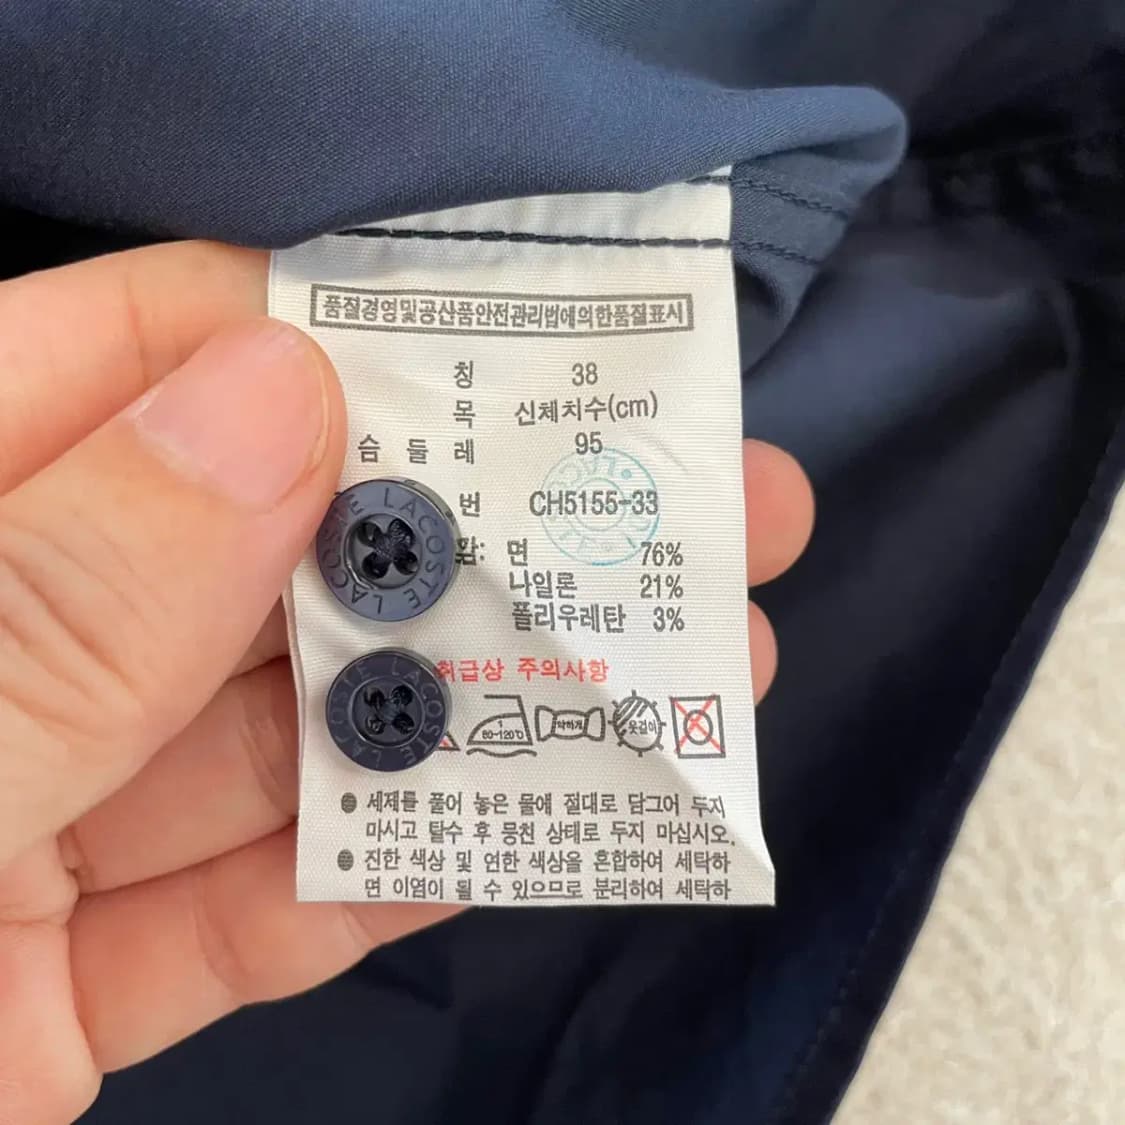 품질경영및공산품안전관리법에의한품질표시
칭 38
목 신체치수(cm)
슴 둘 레 95
번 CH5155-33
면 76%
나일론 21%
폴리우레탄 3%
취급상 주의사항
1
80-120℃
약하게
옷걸이
● 세제를 풀어 놓은 물에 절대로 담그어 두지
마시고 탈수 후 뭉친 상태로 두지 마십시오.
● 진한 색상 및 연한 색상을 혼합하여 세탁하
면 이염이 될 수 있으므로 분리하여 세탁하
LACOSTE LACOSTE
LACOSTE LACOSTE